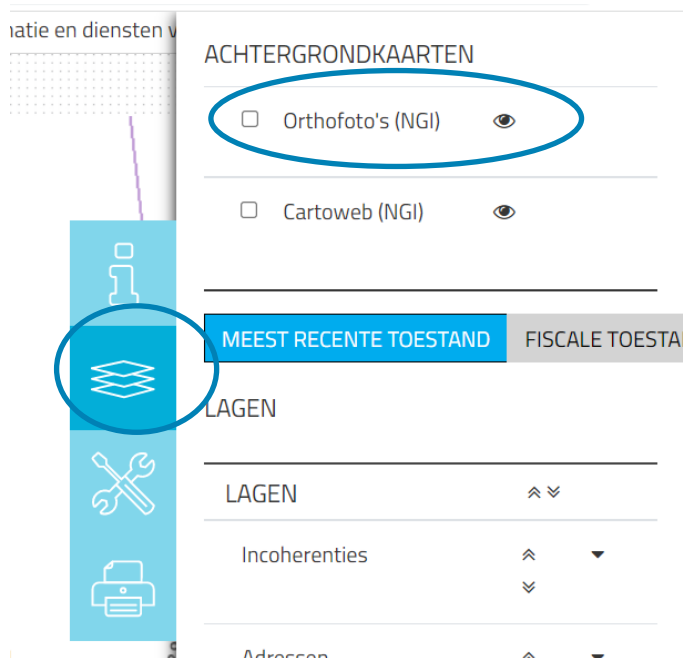 natie en diensten v
ACHTERGRONDKAARTEN
Orthofoto's (NGI)
Cartoweb (NGI)
MEEST RECENTE TOESTAND FISCALE TOESTA
LAGEN
LAGEN
Incoherenties
Adressen